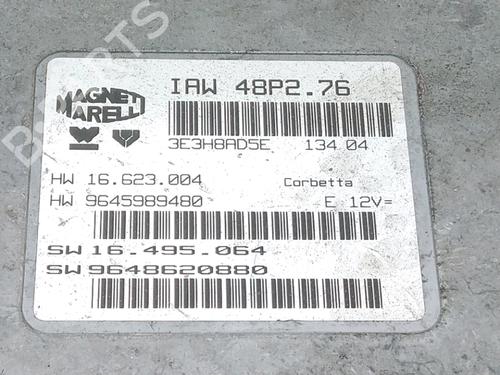 MAGNETI MARELLI
IAW 48P2.76
3E3H8AD5E 134.04
HW 16.623.004 Corbetta
HW 9645989480 E 12V=
SW 16.495.064
SW 9648620880